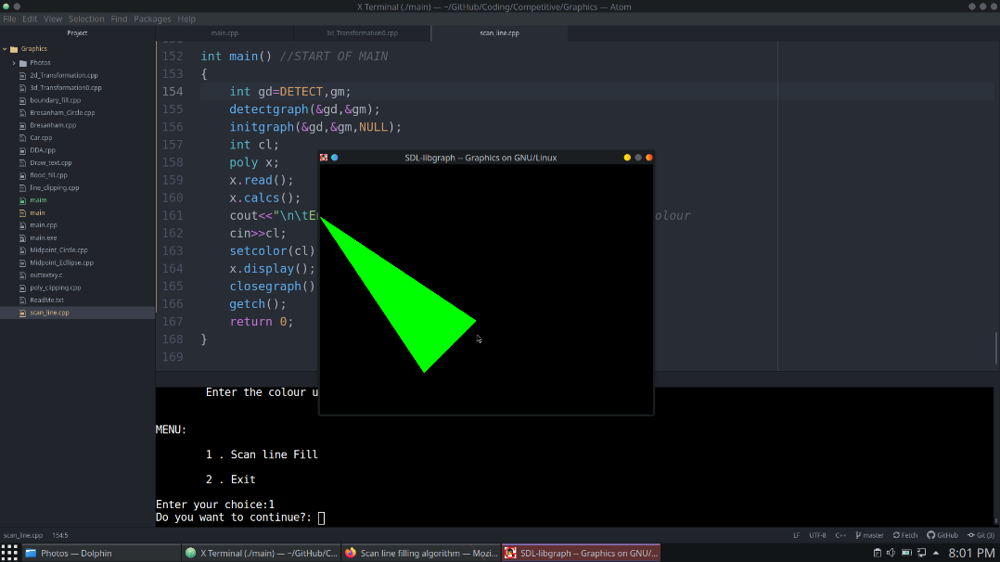 X Terminal (./main) — ~/GitHub/Coding/Competitive/Graphics — Atom
File Edit View Selection Find Packages Help
Project
main.cpp 3d_Transformation0.cpp scan_line.cpp
Graphics
Photos
2d_Transformation.cpp
3d_Transformation0.cpp
boundary_fill.cpp
Bresanham_Circle.cpp
Bresanham.cpp
Car.cpp
DDA.cpp
Draw_text.cpp
flood_fill.cpp
line_clipping.cpp
maim
main
main.cpp
main.exe
Midpoint_Circle.cpp
Midpoint_Ecllipse.cpp
outtextxy.c
poly_clipping.cpp
ReadMe.txt
scan_line.cpp
152 int main() //START OF MAIN
153 {
154 int gd=DETECT,gm;
155 detectgraph(&gd,&gm);
156 initgraph(&gd,&gm,NULL);
157 int cl;
158 poly x;
159 x.read();
160 x.calcs();
161 cout<<"\n\tE olour
162 cin>>cl;
163 setcolor(cl)
164 x.display();
165 closegraph()
166 getch();
167 return 0;
168 }
169
SDL-libgraph -- Graphics on GNU/Linux
Enter the colour u
MENU:
1 . Scan line Fill
2 . Exit
Enter your choice:1
Do you want to continue?:
scan_line.cpp 154:5 LF UTF-8 C++ master Fetch GitHub Git (3)
Photos — Dolphin X Terminal (./main) — ~/GitHub/C... Scan line filling algorithm — Mozi... SDL-libgraph -- Graphics on GNU/... 8:01 PM